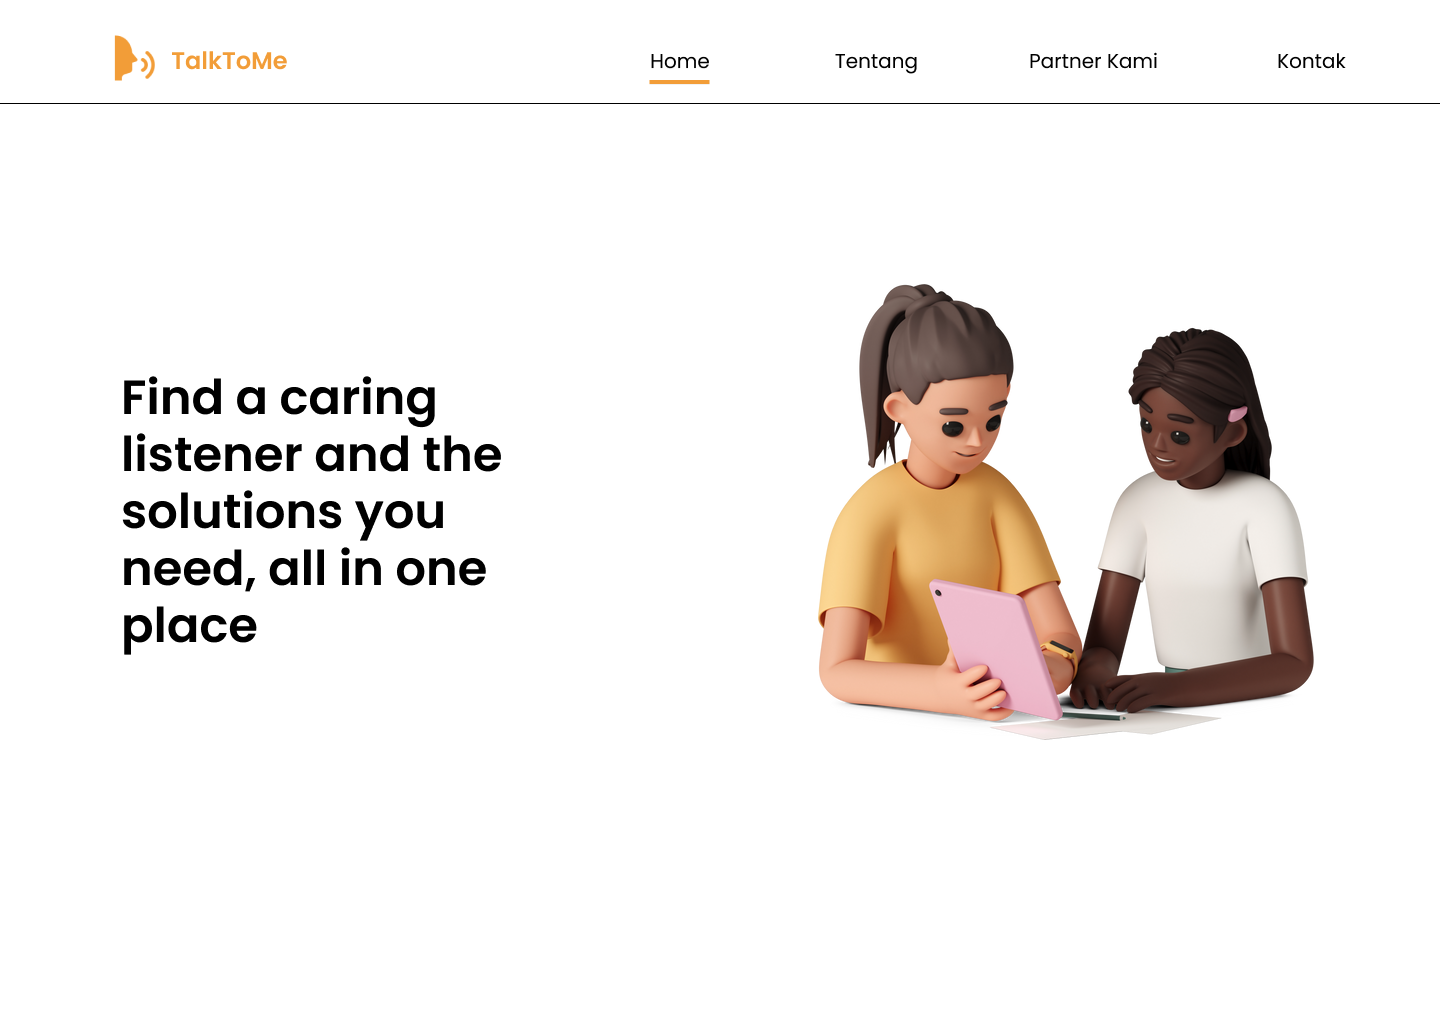 TalkToMe
Home
Tentang
Partner Kami
Kontak
Find a caring
listener and the
solutions you
need, all in one
place